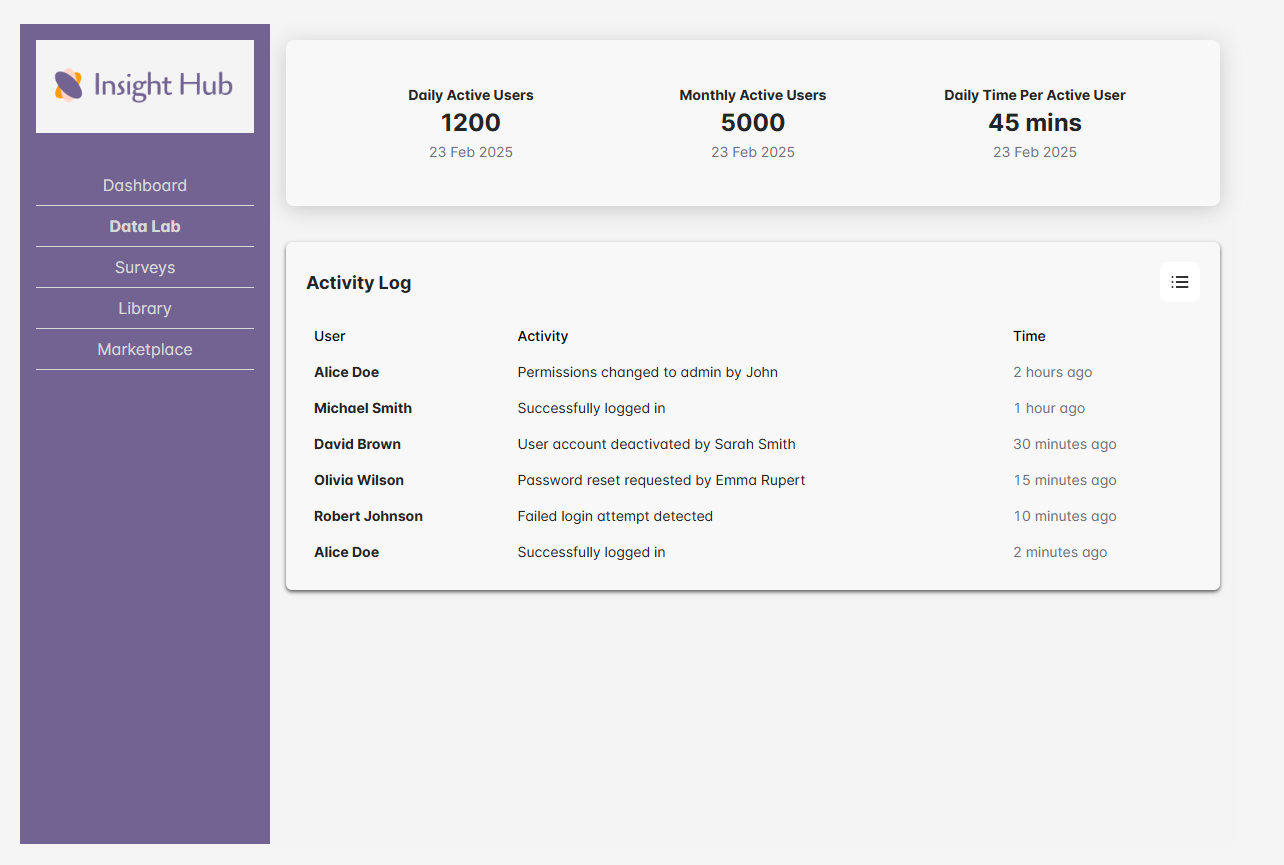 Insight Hub
Dashboard
Data Lab
Surveys
Library
Marketplace
Daily Active Users
1200
23 Feb 2025
Monthly Active Users
5000
23 Feb 2025
Daily Time Per Active User
45 mins
23 Feb 2025
Activity Log
User Activity Time
Alice Doe Permissions changed to admin by John 2 hours ago
Michael Smith Successfully logged in 1 hour ago
David Brown User account deactivated by Sarah Smith 30 minutes ago
Olivia Wilson Password reset requested by Emma Rupert 15 minutes ago
Robert Johnson Failed login attempt detected 10 minutes ago
Alice Doe Successfully logged in 2 minutes ago